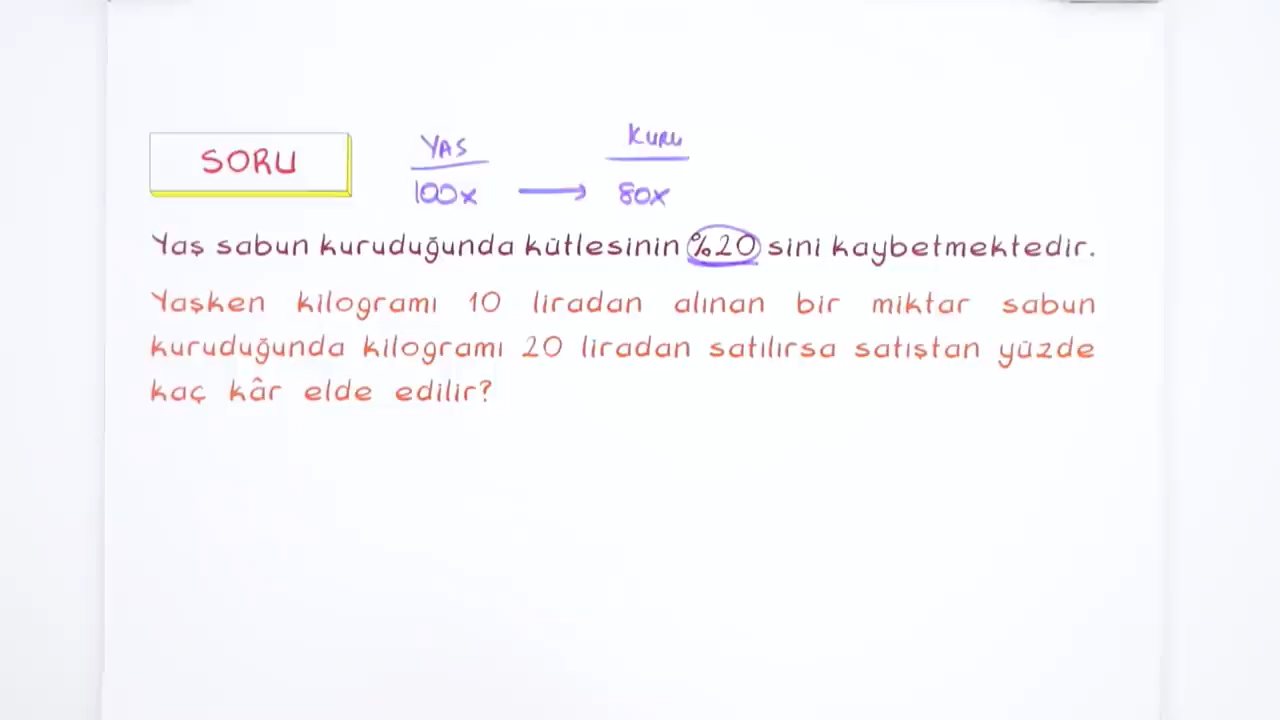 SORU
YAS
KURU
100x → 80x
Yaş sabun kuruduğunda kütlesinin %20 sini kaybetmektedir.
Yaşken kilogramı 10 liradan alınan bir miktar sabun
kuruduğunda kilogramı 20 liradan satılırsa satıştan yüzde
kaç kâr elde edilir?